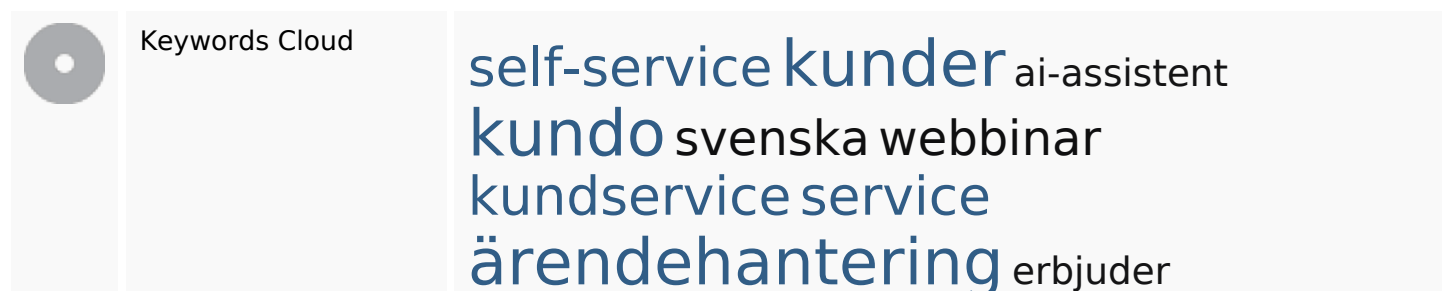 Keywords Cloud
self-service kunder ai-assistent
kundo svenska webbinar
kundservice service
ärendehantering erbjuder